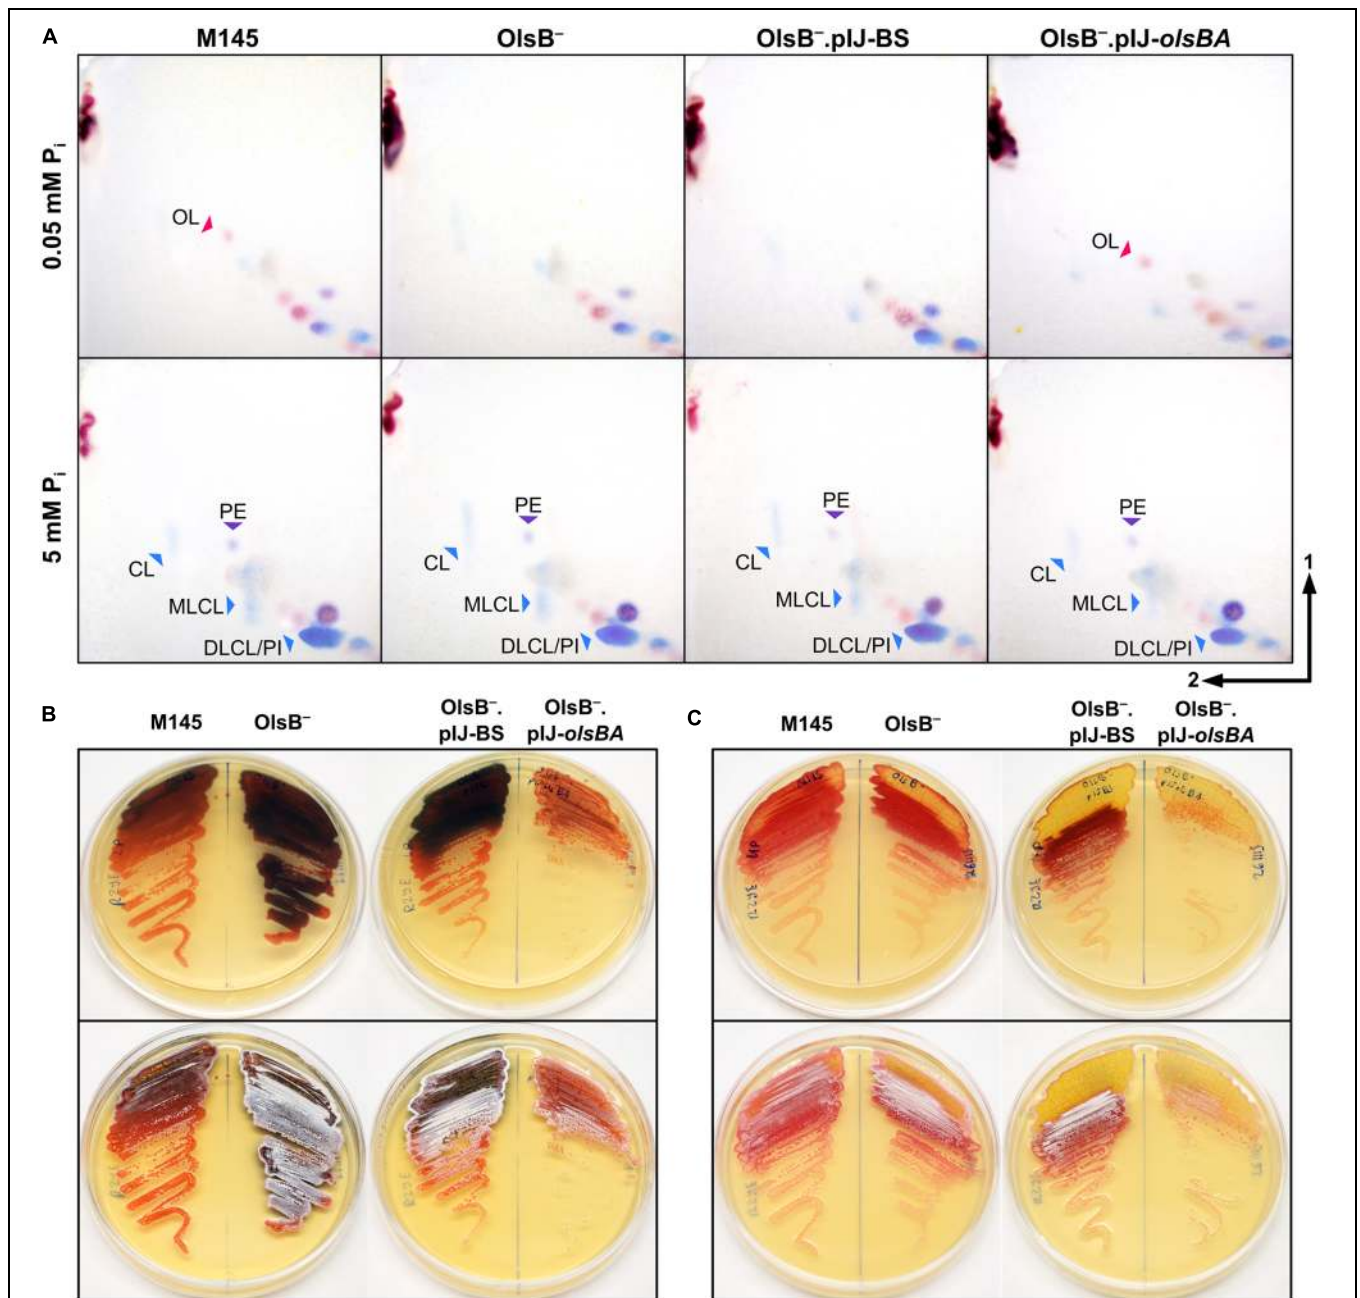 A
M145
OlsB⁻
OlsB⁻.pIJ-BS
OlsB⁻.pIJ-olsBA
0.05 mM Pi
OL
OL
5 mM Pi
PE
CL
MLCL
DLCL/PI
PE
CL
MLCL
DLCL/PI
PE
CL
MLCL
DLCL/PI
PE
CL
MLCL
DLCL/PI
1
2
B
M145
OlsB⁻
OlsB⁻.
pIJ-BS
OlsB⁻.
pIJ-olsBA
C
M145
OlsB⁻
OlsB⁻.
pIJ-BS
OlsB⁻.
pIJ-olsBA